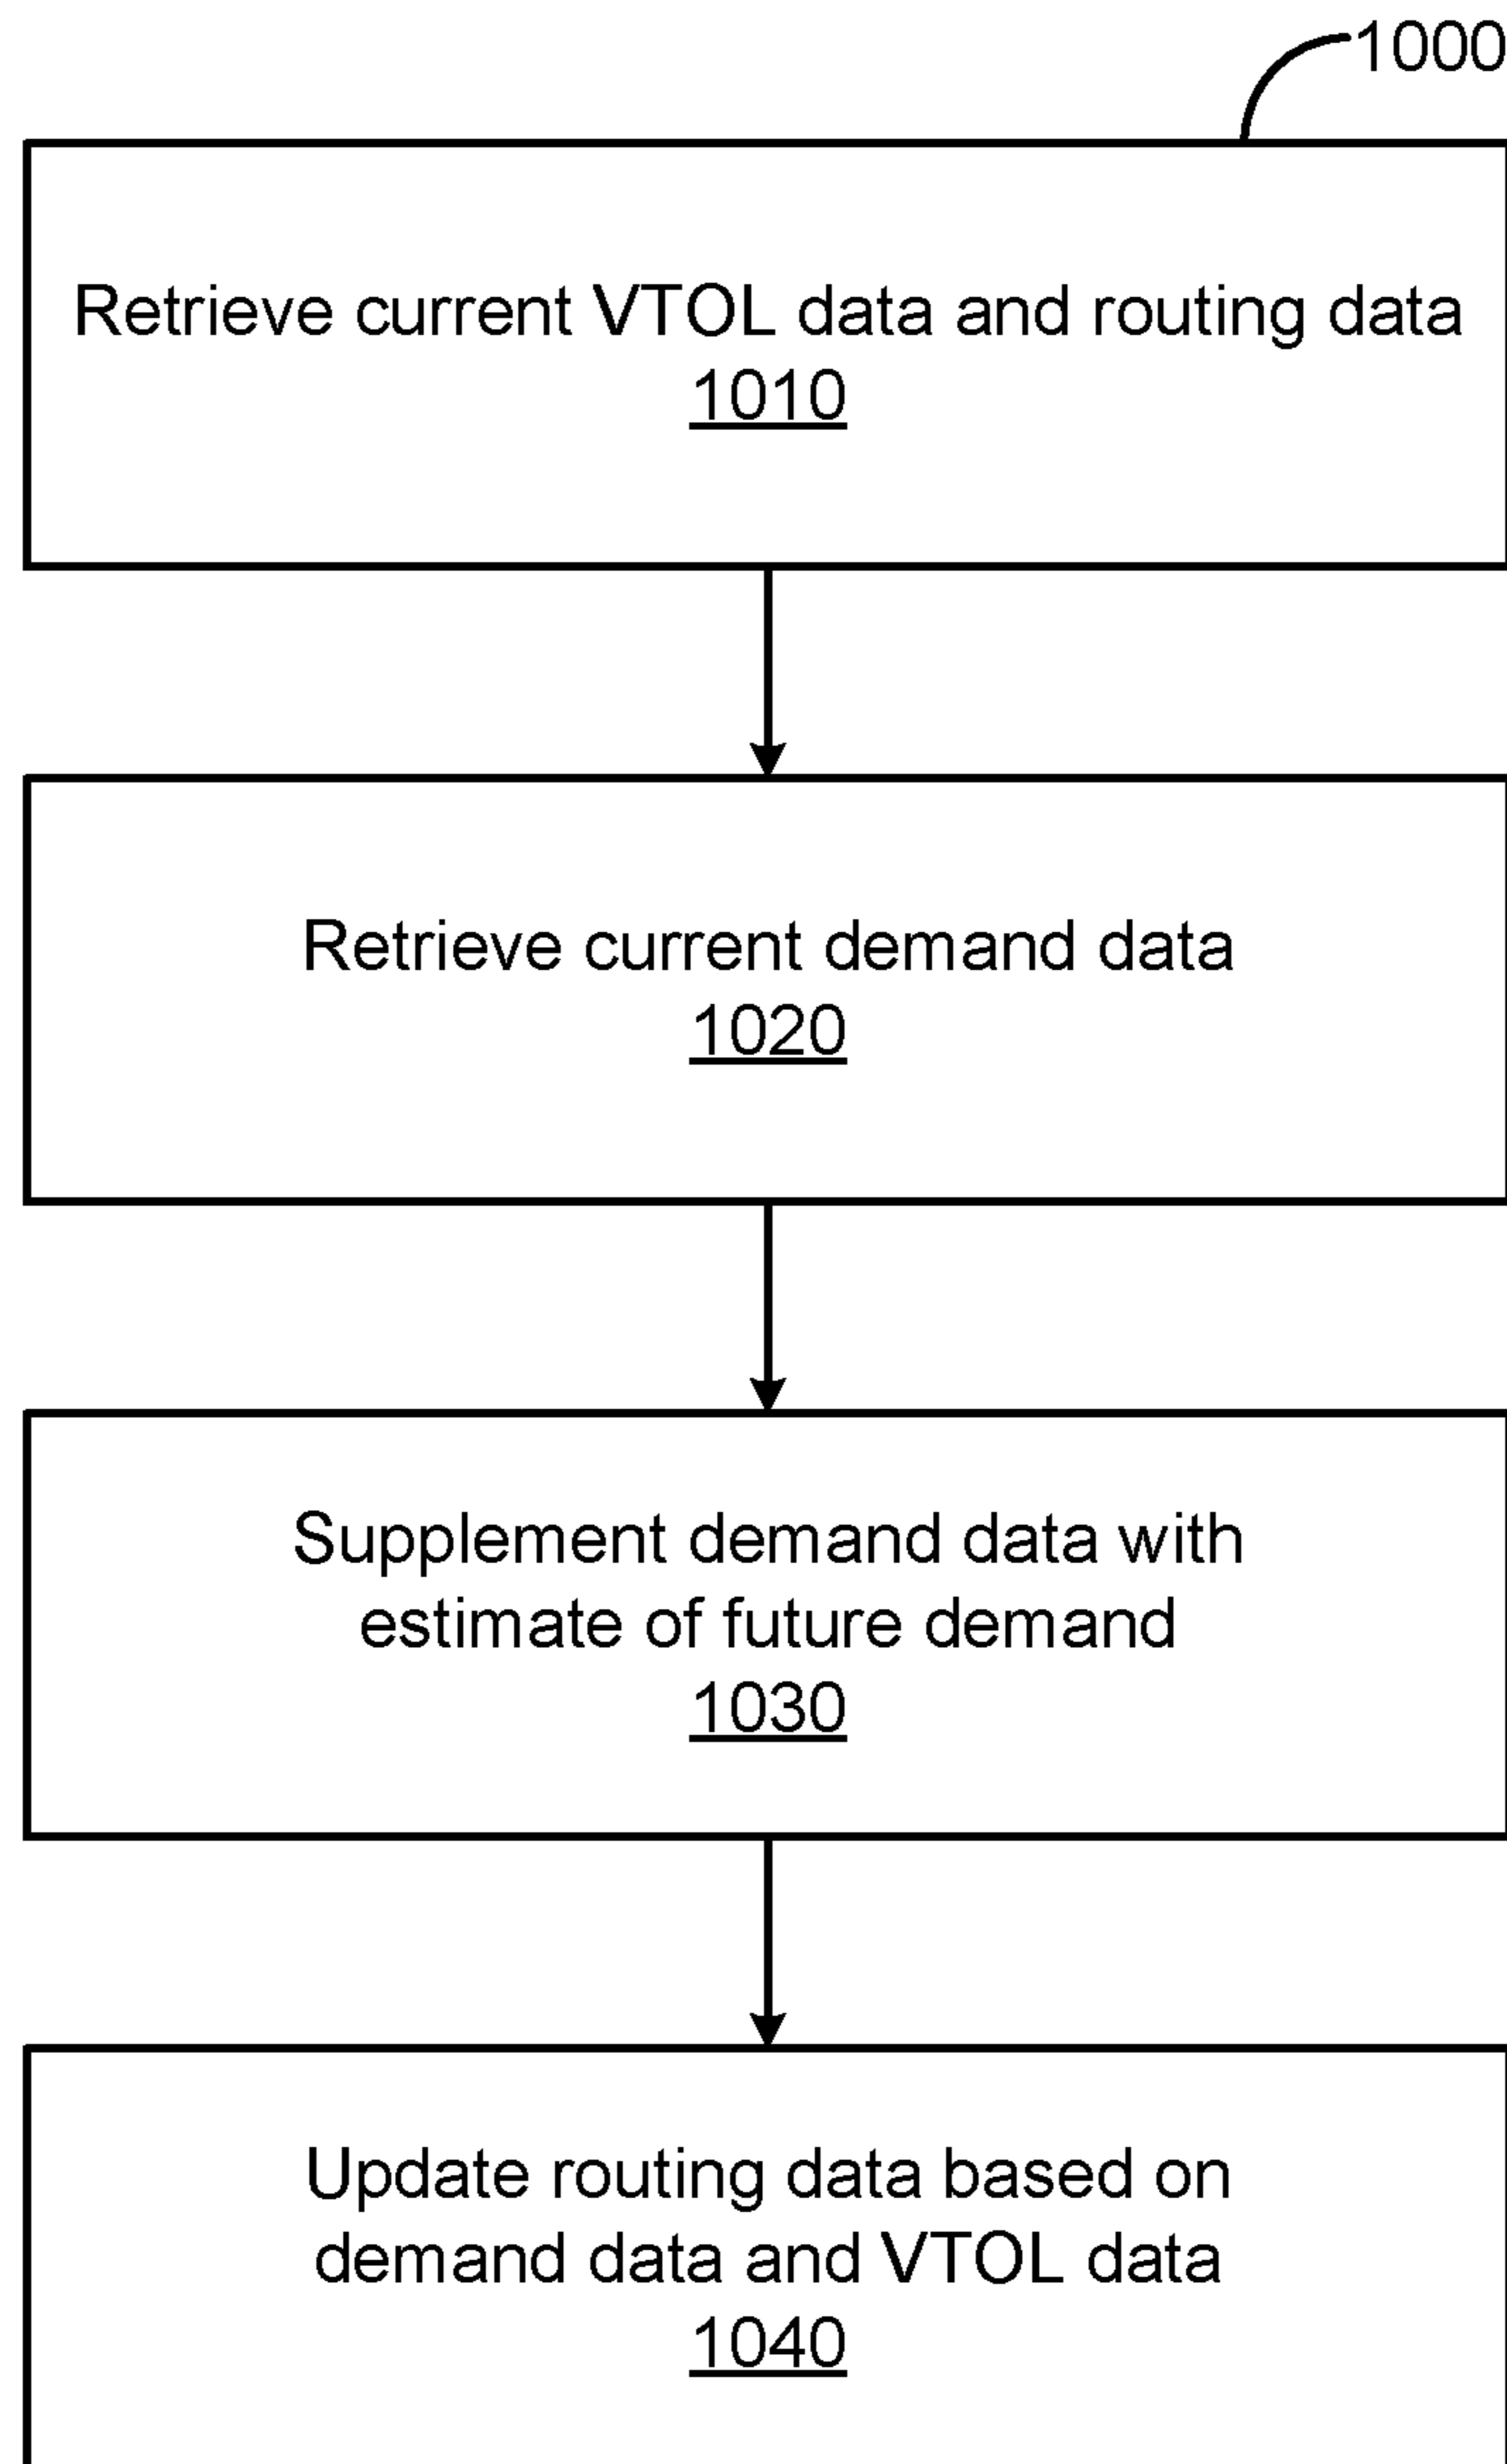 1000
Retrieve current VTOL data and routing data
1010
Retrieve current demand data
1020
Supplement demand data with
estimate of future demand
1030
Update routing data based on
demand data and VTOL data
1040